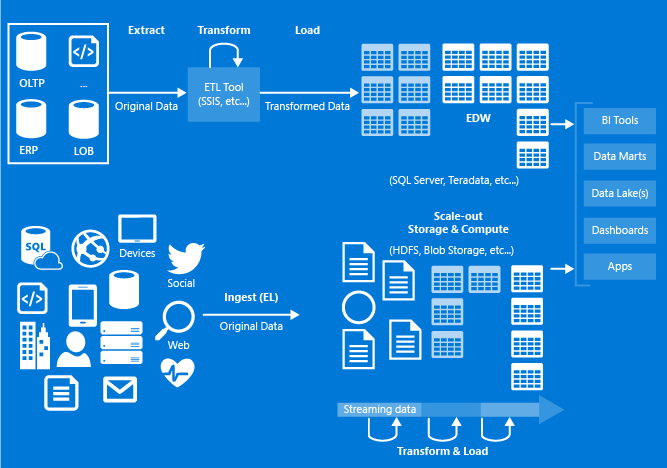 Extract
Transform
Load
OLTP
...
ERP
LOB
Original Data
ETL Tool
(SSIS, etc...)
Transformed Data
EDW
(SQL Server, Teradata, etc...)
BI Tools
Data Marts
Data Lake(s)
Dashboards
Apps
SQL
Devices
Social
Web
Ingest (EL)
Original Data
Scale-out
Storage & Compute
(HDFS, Blob Storage, etc...)
Streaming data
Transform & Load